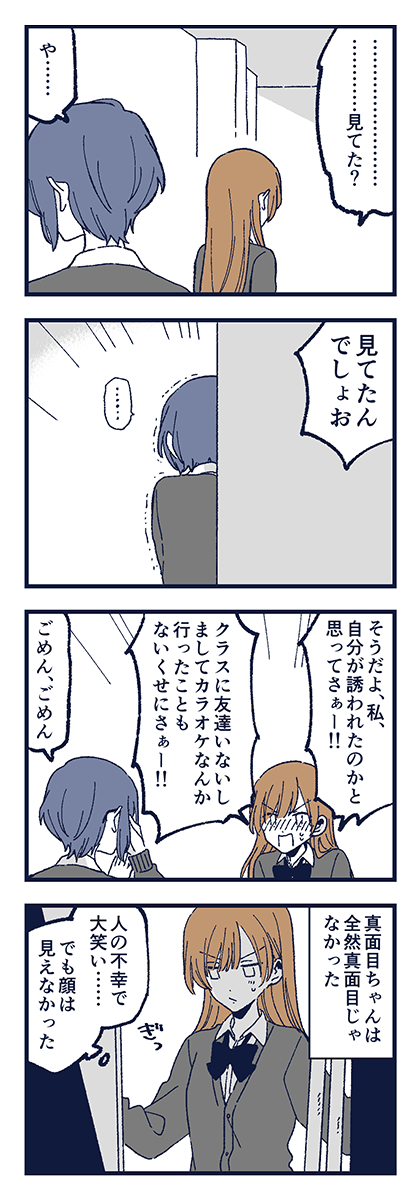 ………………
………見てた？
や……
見てたん
でしょお
……
そうだよ、私、
自分が誘われたのかと
思ってさぁー!!
クラスに友達いないし
ましてカラオケなんか
行ったことも
ないくせにさぁー!!
ごめん、ごめん
真面目ちゃんは
全然真面目じゃ
なかった
ぎっ
人の不幸で
大笑い……
でも顔は
見えなかった